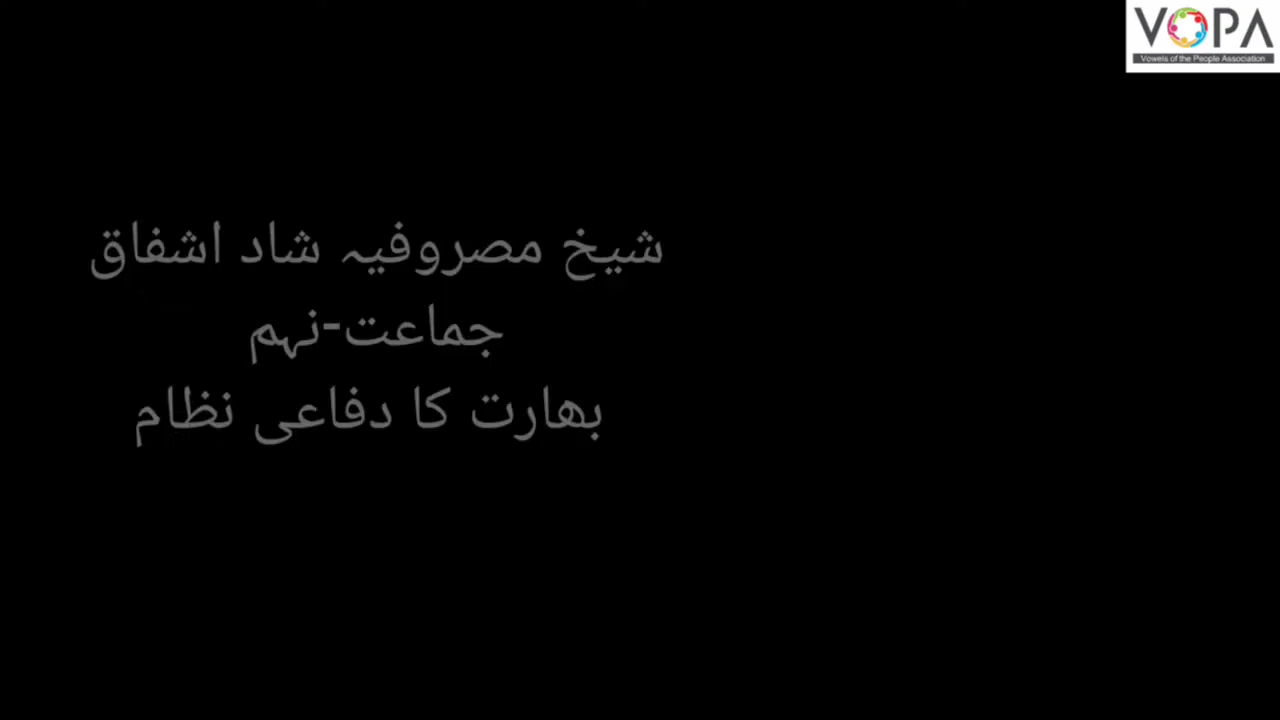 VOPA
Vowels of the People Association
شیخ مصروفیہ شاد اشفاق
جماعت-نہم
بھارت کا دفاعی نظام